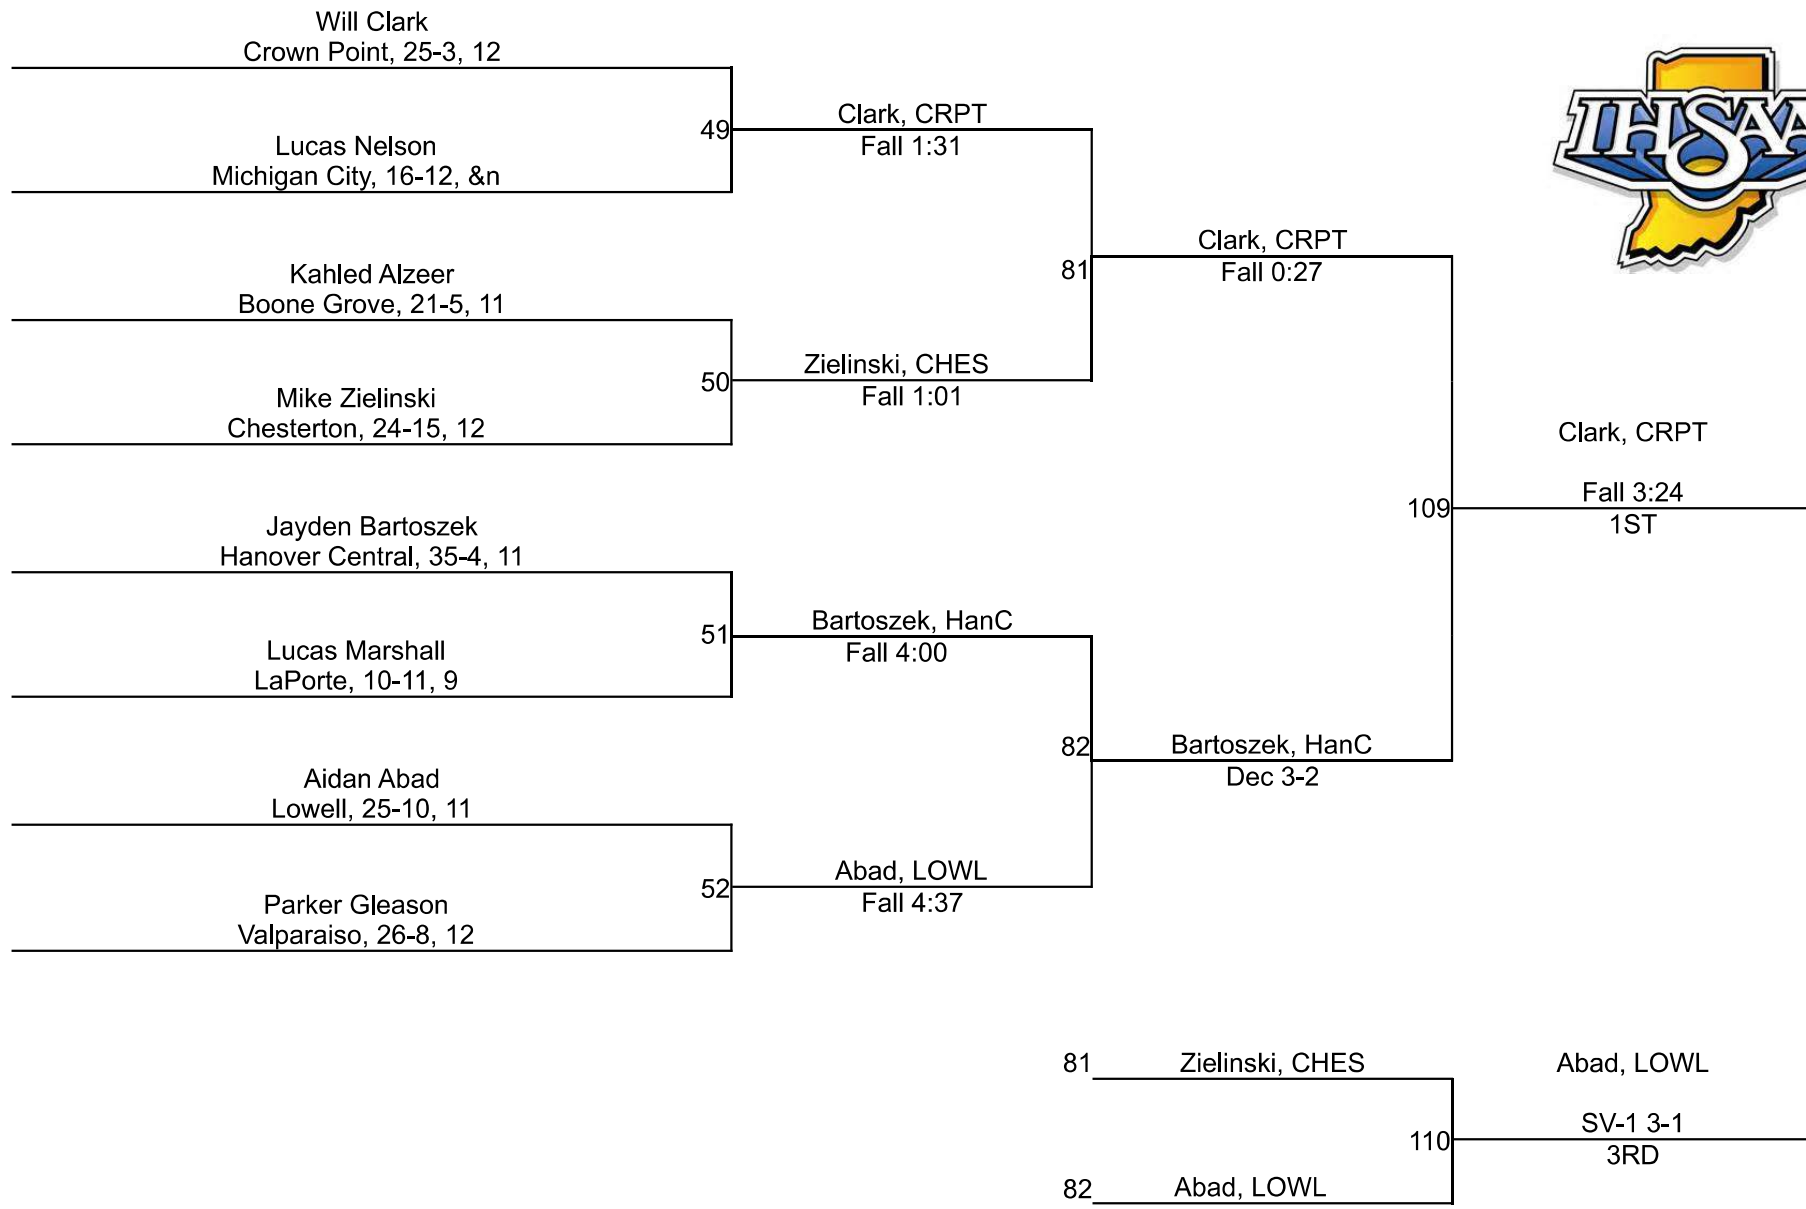 Will Clark
Crown Point, 25-3, 12
Lucas Nelson
Michigan City, 16-12, &n
Kahled Alzeer
Boone Grove, 21-5, 11
Mike Zielinski
Chesterton, 24-15, 12
Jayden Bartoszek
Hanover Central, 35-4, 11
Lucas Marshall
LaPorte, 10-11, 9
Aidan Abad
Lowell, 25-10, 11
Parker Gleason
Valparaiso, 26-8, 12
49
Clark, CRPT
Fall 1:31
50
Zielinski, CHES
Fall 1:01
51
Bartoszek, HanC
Fall 4:00
52
Abad, LOWL
Fall 4:37
81
Clark, CRPT
Fall 0:27
82
Bartoszek, HanC
Dec 3-2
IHSAA
109
Clark, CRPT
Fall 3:24
1ST
81
Zielinski, CHES
82
Abad, LOWL
110
Abad, LOWL
SV-1 3-1
3RD